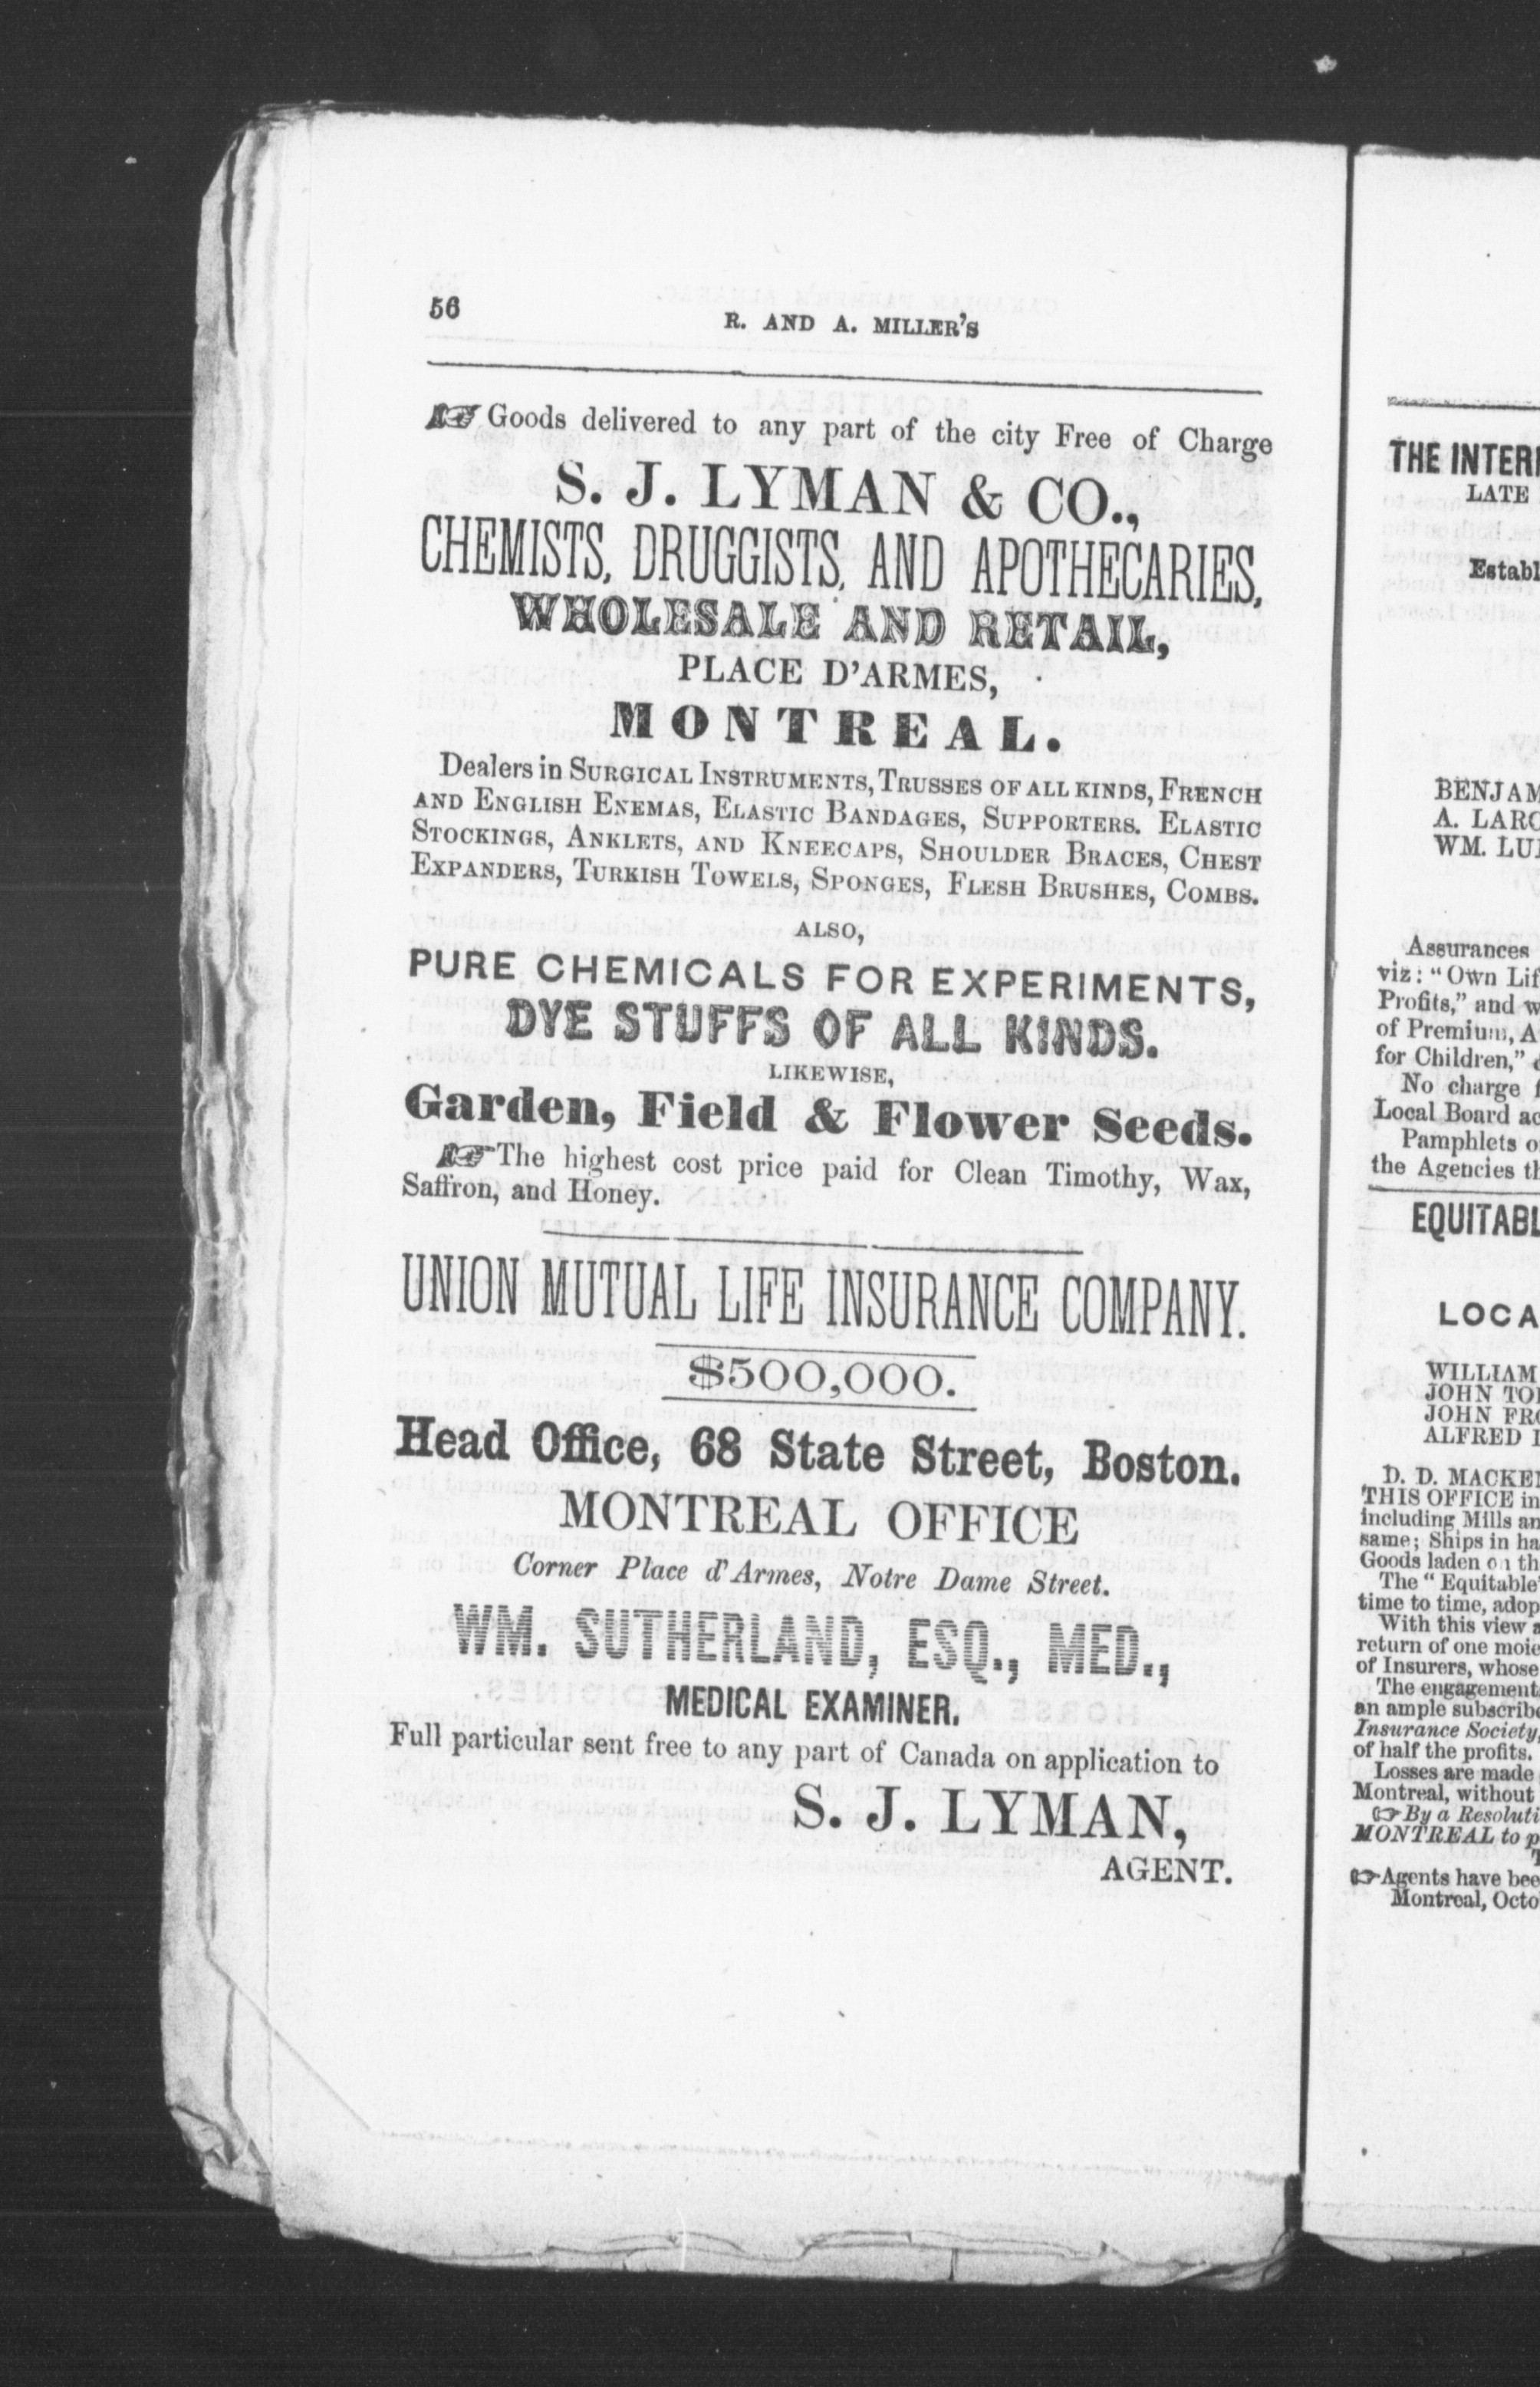 56
R. AND A. MILLER'S
☞ Goods delivered to any part of the city Free of Charge
S. J. LYMAN & CO.,
CHEMISTS, DRUGGISTS, AND APOTHECARIES,
WHOLESALE AND RETAIL,
PLACE D'ARMES,
MONTREAL.
Dealers in SURGICAL INSTRUMENTS, TRUSSES OF ALL KINDS, FRENCH
AND ENGLISH ENEMAS, ELASTIC BANDAGES, SUPPORTERS. ELASTIC
STOCKINGS, ANKLETS, AND KNEECAPS, SHOULDER BRACES, CHEST
EXPANDERS, TURKISH TOWELS, SPONGES, FLESH BRUSHES, COMBS.
ALSO,
PURE CHEMICALS FOR EXPERIMENTS,
DYE STUFFS OF ALL KINDS.
LIKEWISE,
Garden, Field & Flower Seeds.
☞ The highest cost price paid for Clean Timothy, Wax,
Saffron, and Honey.
UNION MUTUAL LIFE INSURANCE COMPANY.
$500,000.
Head Office, 68 State Street, Boston.
MONTREAL OFFICE
Corner Place d'Armes, Notre Dame Street.
WM. SUTHERLAND, ESQ., MED.,
MEDICAL EXAMINER.
Full particular sent free to any part of Canada on application to
S. J. LYMAN,
AGENT.
THE INTER
LATE
Establ
BENJAM
A. LARO
WM. LU
Assurances
viz: "Own Lif
Profits," and w
of Premium, A
for Children,"
No charge
Local Board ac
Pamphlets o
the Agencies th
EQUITABL
LOCA
WILLIAM
JOHN TO
JOHN FRO
ALFRED
D. D. MACKE
THIS OFFICE in
including Mills an
same; Ships in ha
Goods laden on th
The "Equitable"
time to time, adop
With this view a
return of one moie
of Insurers, whose
The engagement
an ample subscribe
Insurance Society,
of half the profits.
Losses are made
Montreal, without
☞ By a Resoluti
MONTREAL to p
☞ Agents have bee
Montreal, Octo